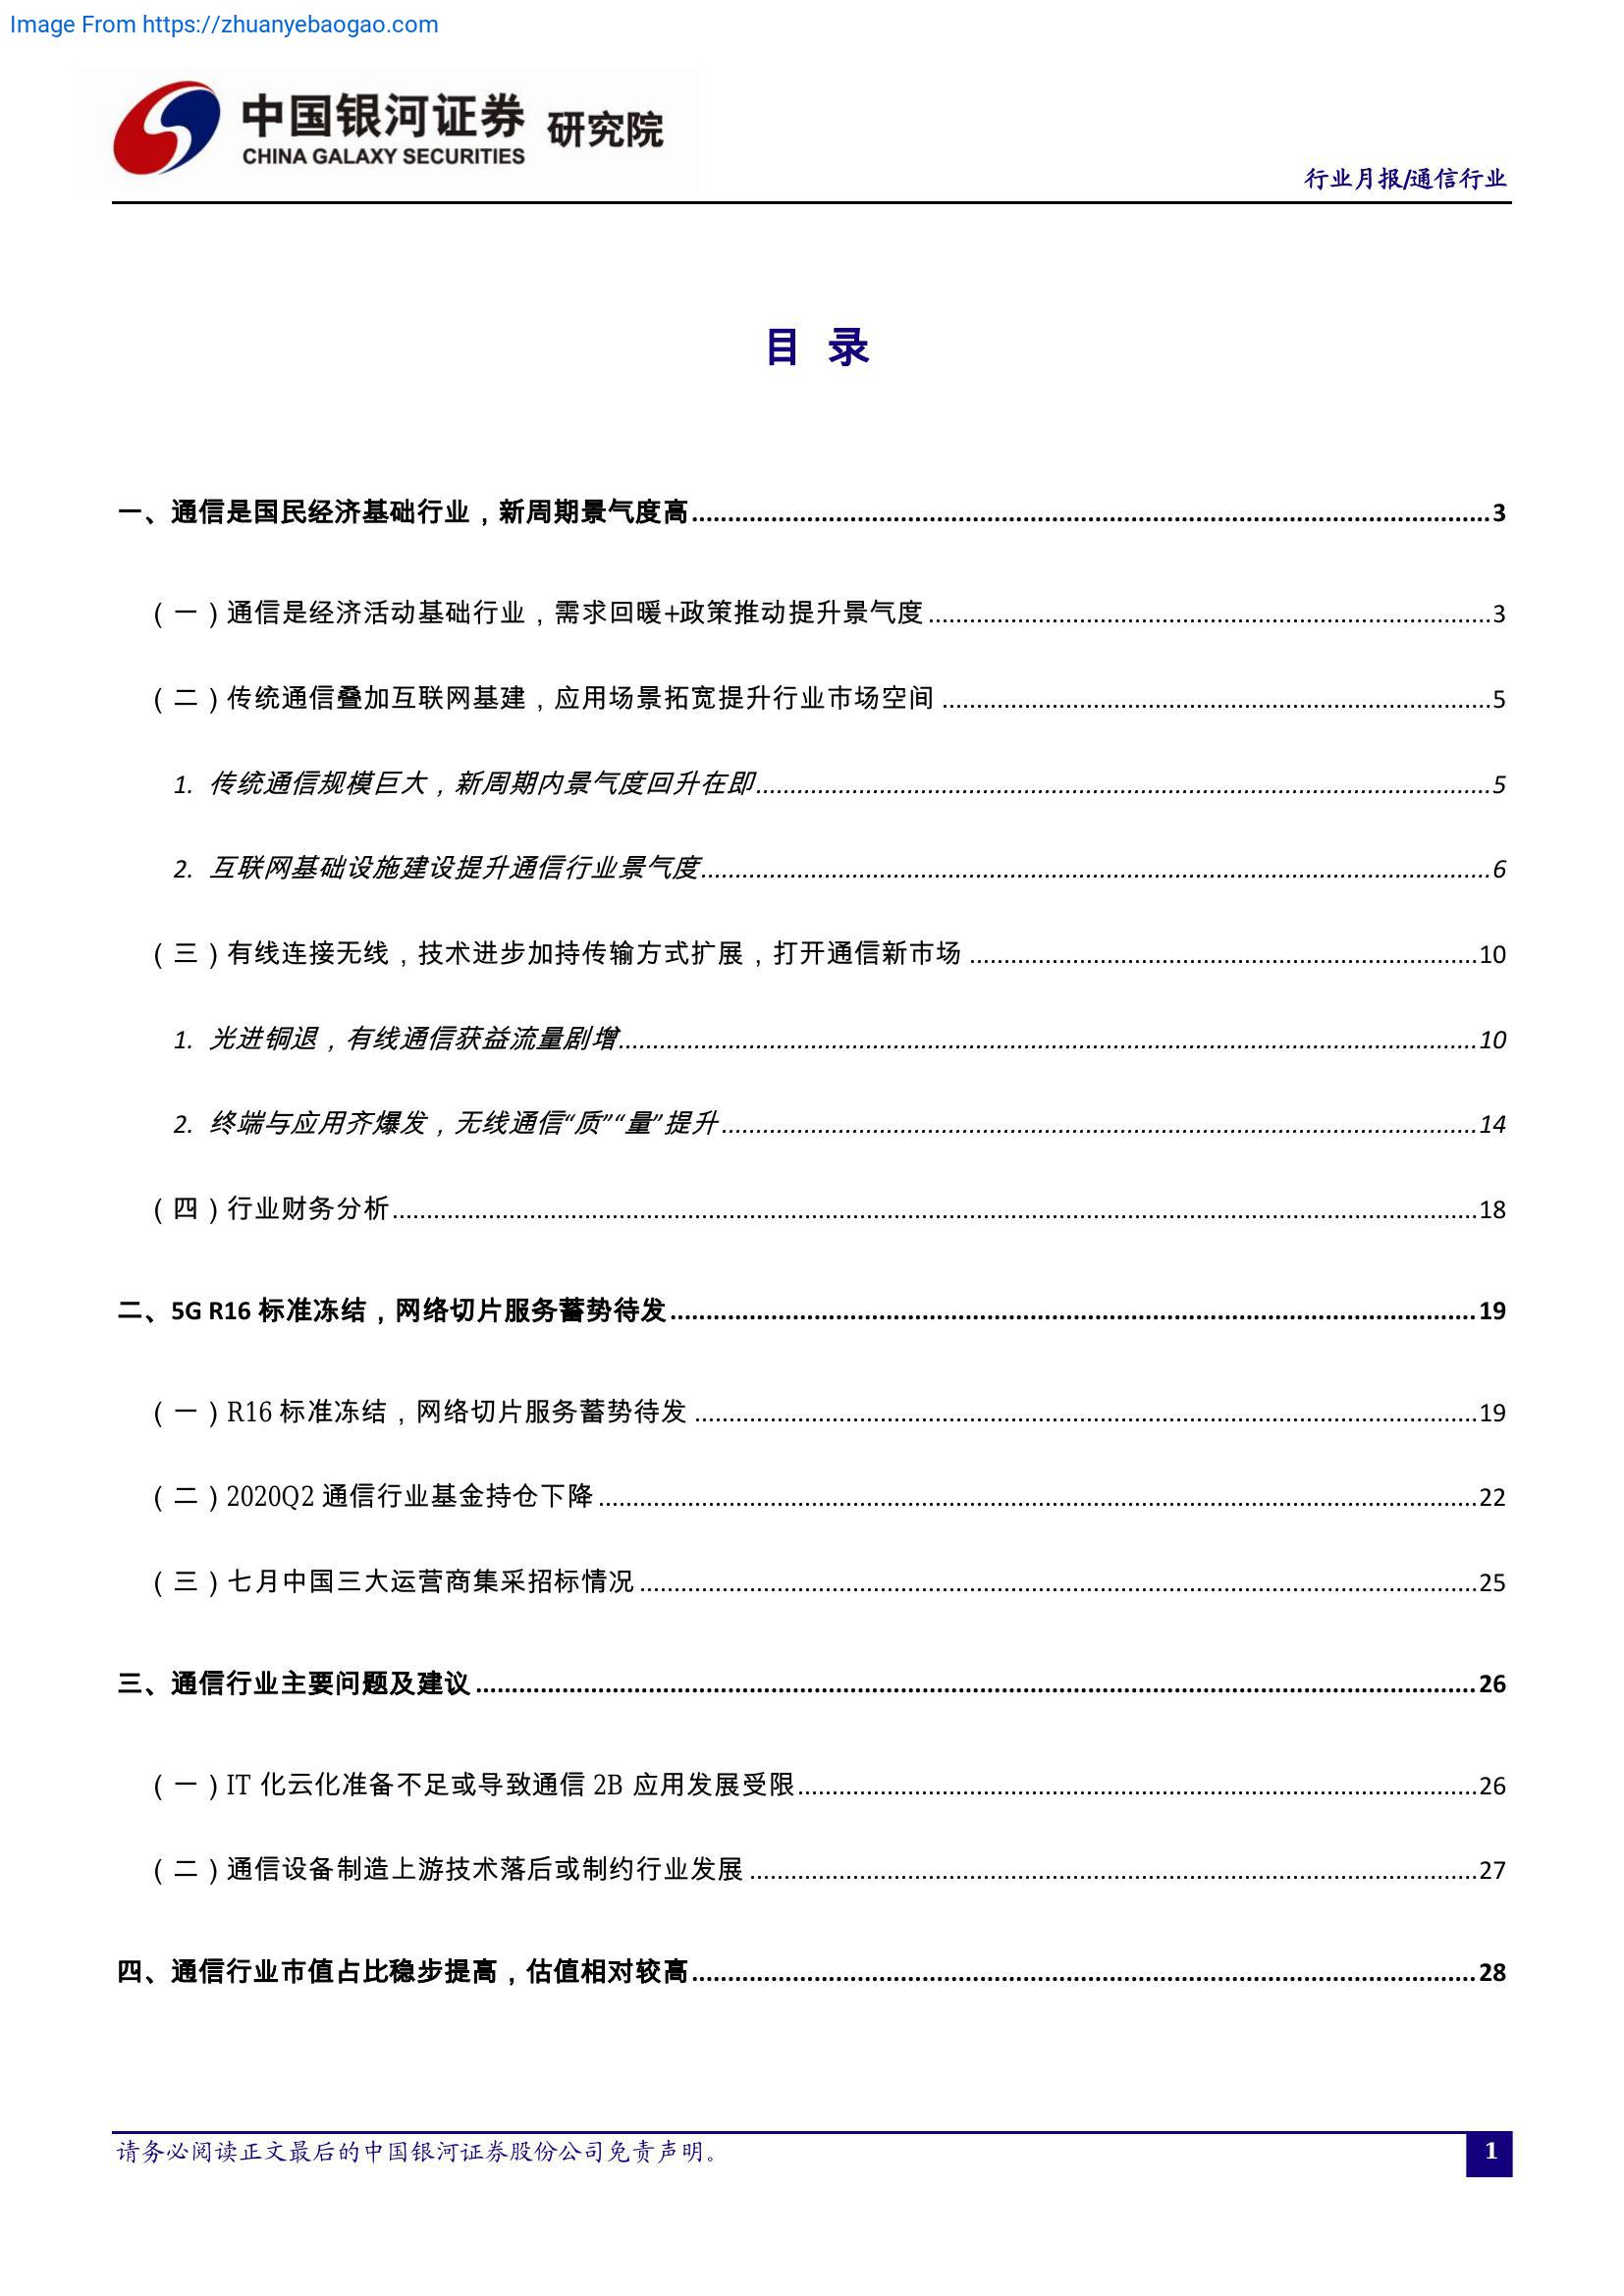 Image From https://zhuanyebaogao.com
中国银河证券 研究院
CHINA GALAXY SECURITIES
行业月报/通信行业
目 录
一、通信是国民经济基础行业，新周期景气度高 3
（一）通信是经济活动基础行业，需求回暖+政策推动提升景气度 3
（二）传统通信叠加互联网基建，应用场景拓宽提升行业市场空间 5
1. 传统通信规模巨大，新周期内景气度回升在即 5
2. 互联网基础设施建设提升通信行业景气度 6
（三）有线连接无线，技术进步加持传输方式扩展，打开通信新市场 10
1. 光进铜退，有线通信获益流量剧增 10
2. 终端与应用齐爆发，无线通信“质”“量”提升 14
（四）行业财务分析 18
二、5G R16 标准冻结，网络切片服务蓄势待发 19
（一）R16 标准冻结，网络切片服务蓄势待发 19
（二）2020Q2 通信行业基金持仓下降 22
（三）七月中国三大运营商集采招标情况 25
三、通信行业主要问题及建议 26
（一）IT 化云化准备不足或导致通信 2B 应用发展受限 26
（二）通信设备制造上游技术落后或制约行业发展 27
四、通信行业市值占比稳步提高，估值相对较高 28
请务必阅读正文最后的中国银河证券股份公司免责声明。
1